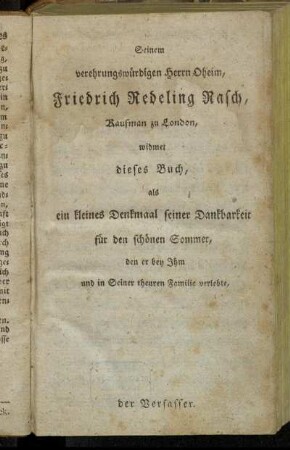 Seinem
verehrungswürdigen Herrn Oheim,
Friedrich Redeling Rasch,
Kaufman zu London,
widmet
dieses Buch,
als
ein kleines Denkmaal seiner Dankbarkeit
für den schönen Sommer,
den er bey Ihm
und in Seiner theuren Familie verlebte,
der Verfasser.